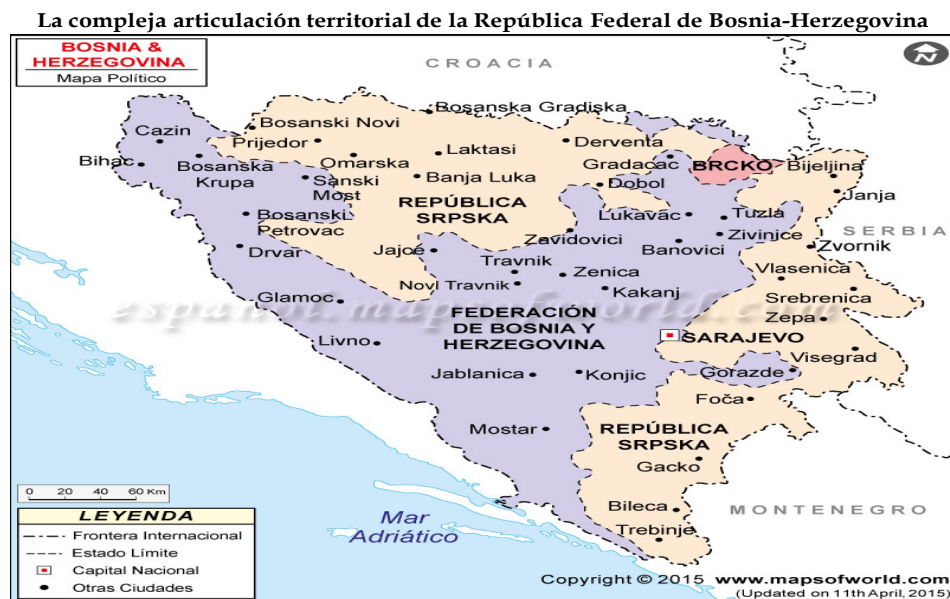 La compleja articulación territorial de la República Federal de Bosnia-Herzegovina
BOSNIA &
HERZEGOVINA
Mapa Político
CROACIA
N
Bosanska Gradiska
Cazin
Bosanski Novi
Prijedor
Derventa
Bihac
Bosanska
Krupa
Omarska
Laktasi
Gradacac
BRCKO
Bijeljina
Sanski
Most
Banja Luka
Dobol
Janja
REPÚBLICA
SRPSKA
Bosanski
Petrovac
Lukavac
Tuzla
SERBIA
Zavidovici
Zivinice
Drvar
Jajce
Banovici
Zvornik
Travnik
Zenica
Vlasenica
Novi Travnik
Kakanj
Srebrenica
Glamoc
espanol.mapsofworld.com
FEDERACIÓN
DE BOSNIA Y
HERZEGOVINA
Zepa
Livno
SARAJEVO
Visegrad
Jablanica
Konjic
Gorazde
Foča
Mostar
REPÚBLICA
SRPSKA
Gacko
Bileca
MONTENEGRO
Trebinje
0 20 40 60 Km
LEYENDA
Frontera Internacional
Estado Límite
Capital Nacional
Otras Ciudades
Mar
Adriático
Copyright © 2015 www.mapsofworld.com
(Updated on 11th April, 2015)